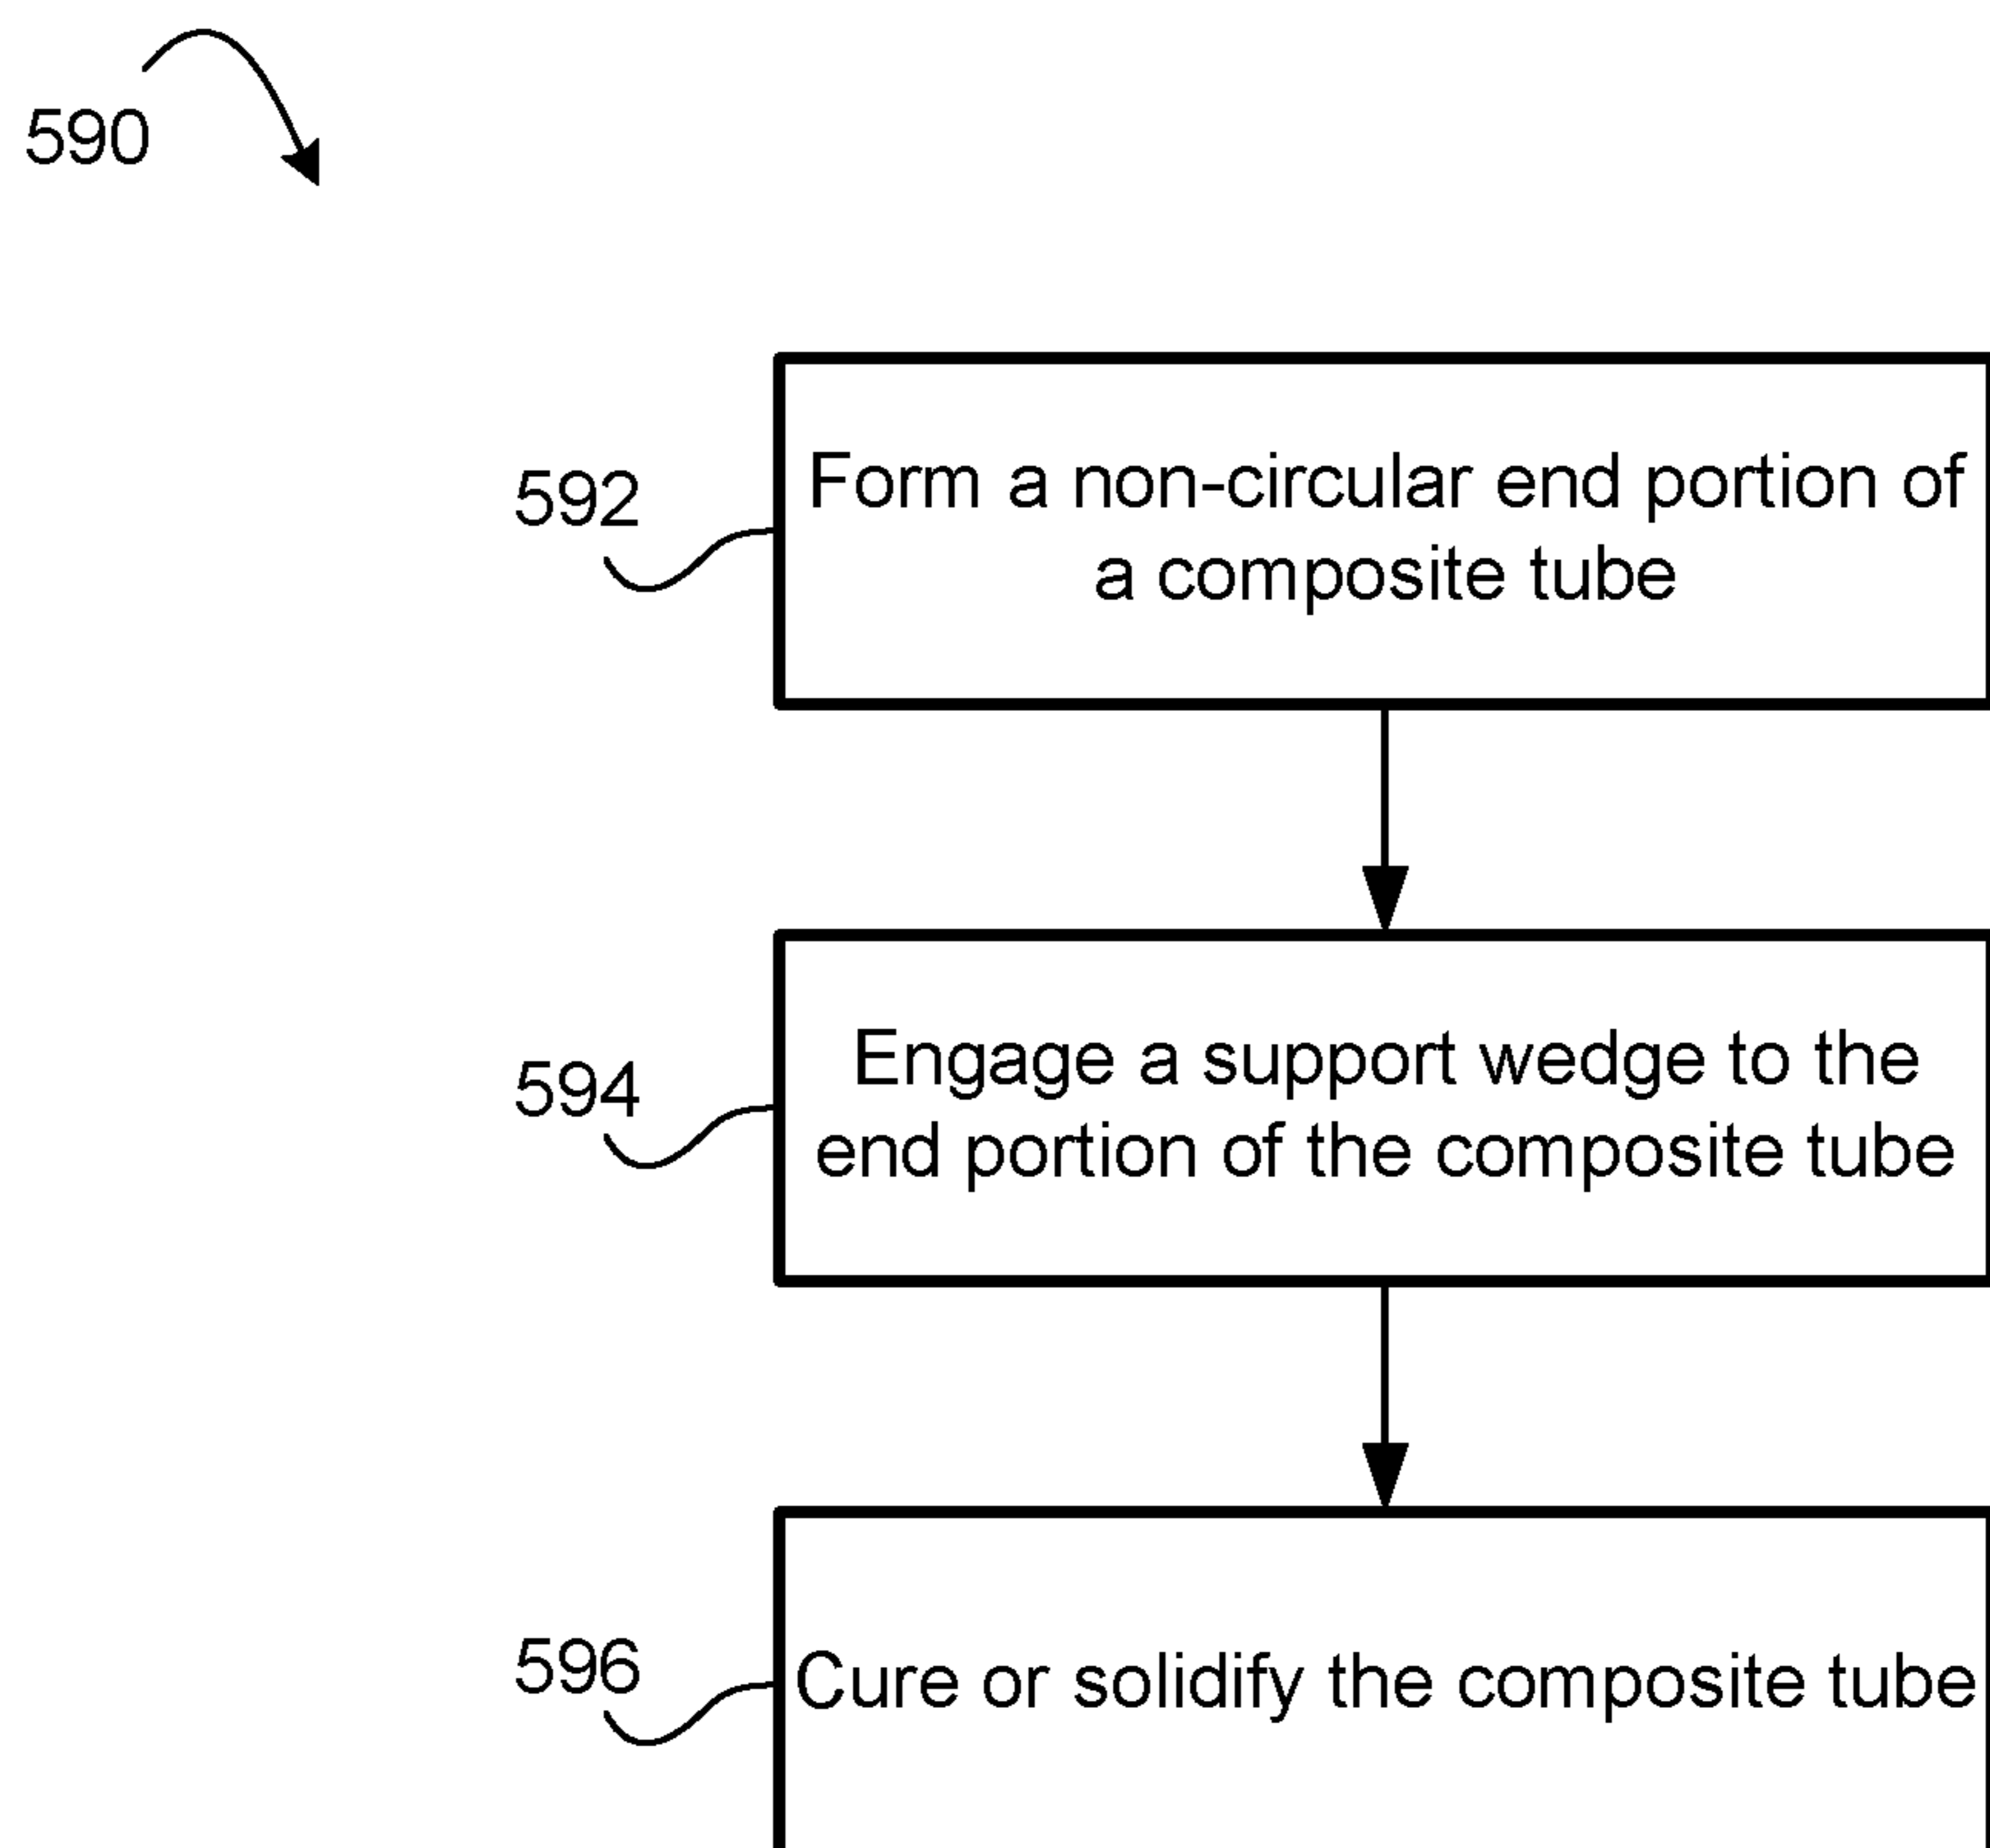 590
592
Form a non-circular end portion of
a composite tube
594
Engage a support wedge to the
end portion of the composite tube
596
Cure or solidify the composite tube